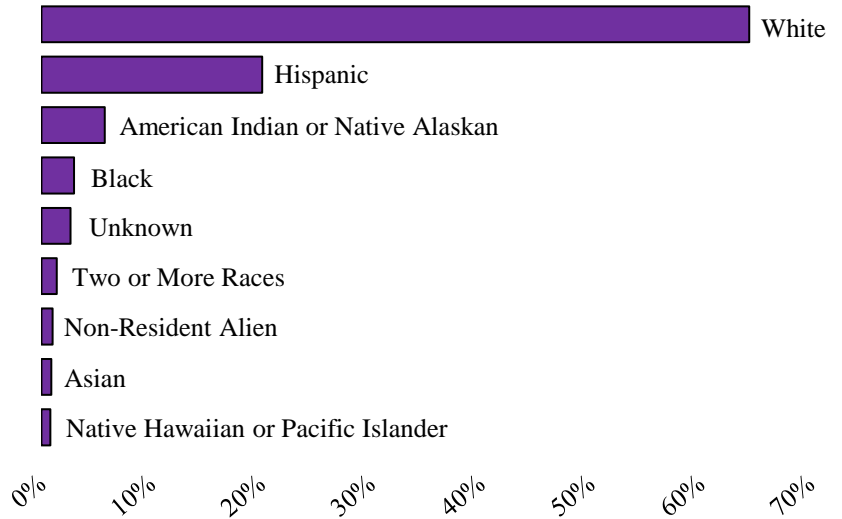 White
Hispanic
American Indian or Native Alaskan
Black
Unknown
Two or More Races
Non-Resident Alien
Asian
Native Hawaiian or Pacific Islander
0% 10% 20% 30% 40% 50% 60% 70%